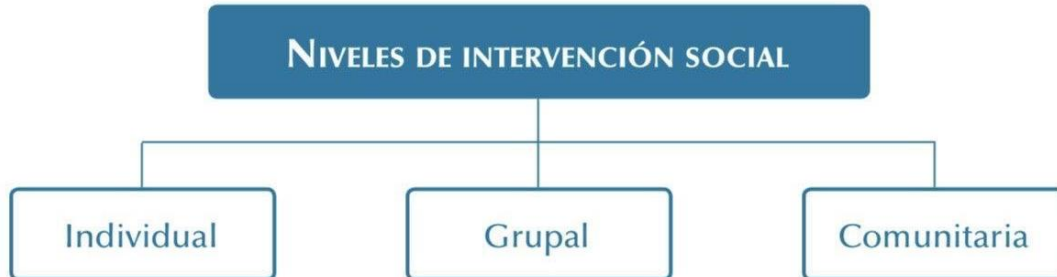 NIVELES DE INTERVENCIÓN SOCIAL
Individual
Grupal
Comunitaria